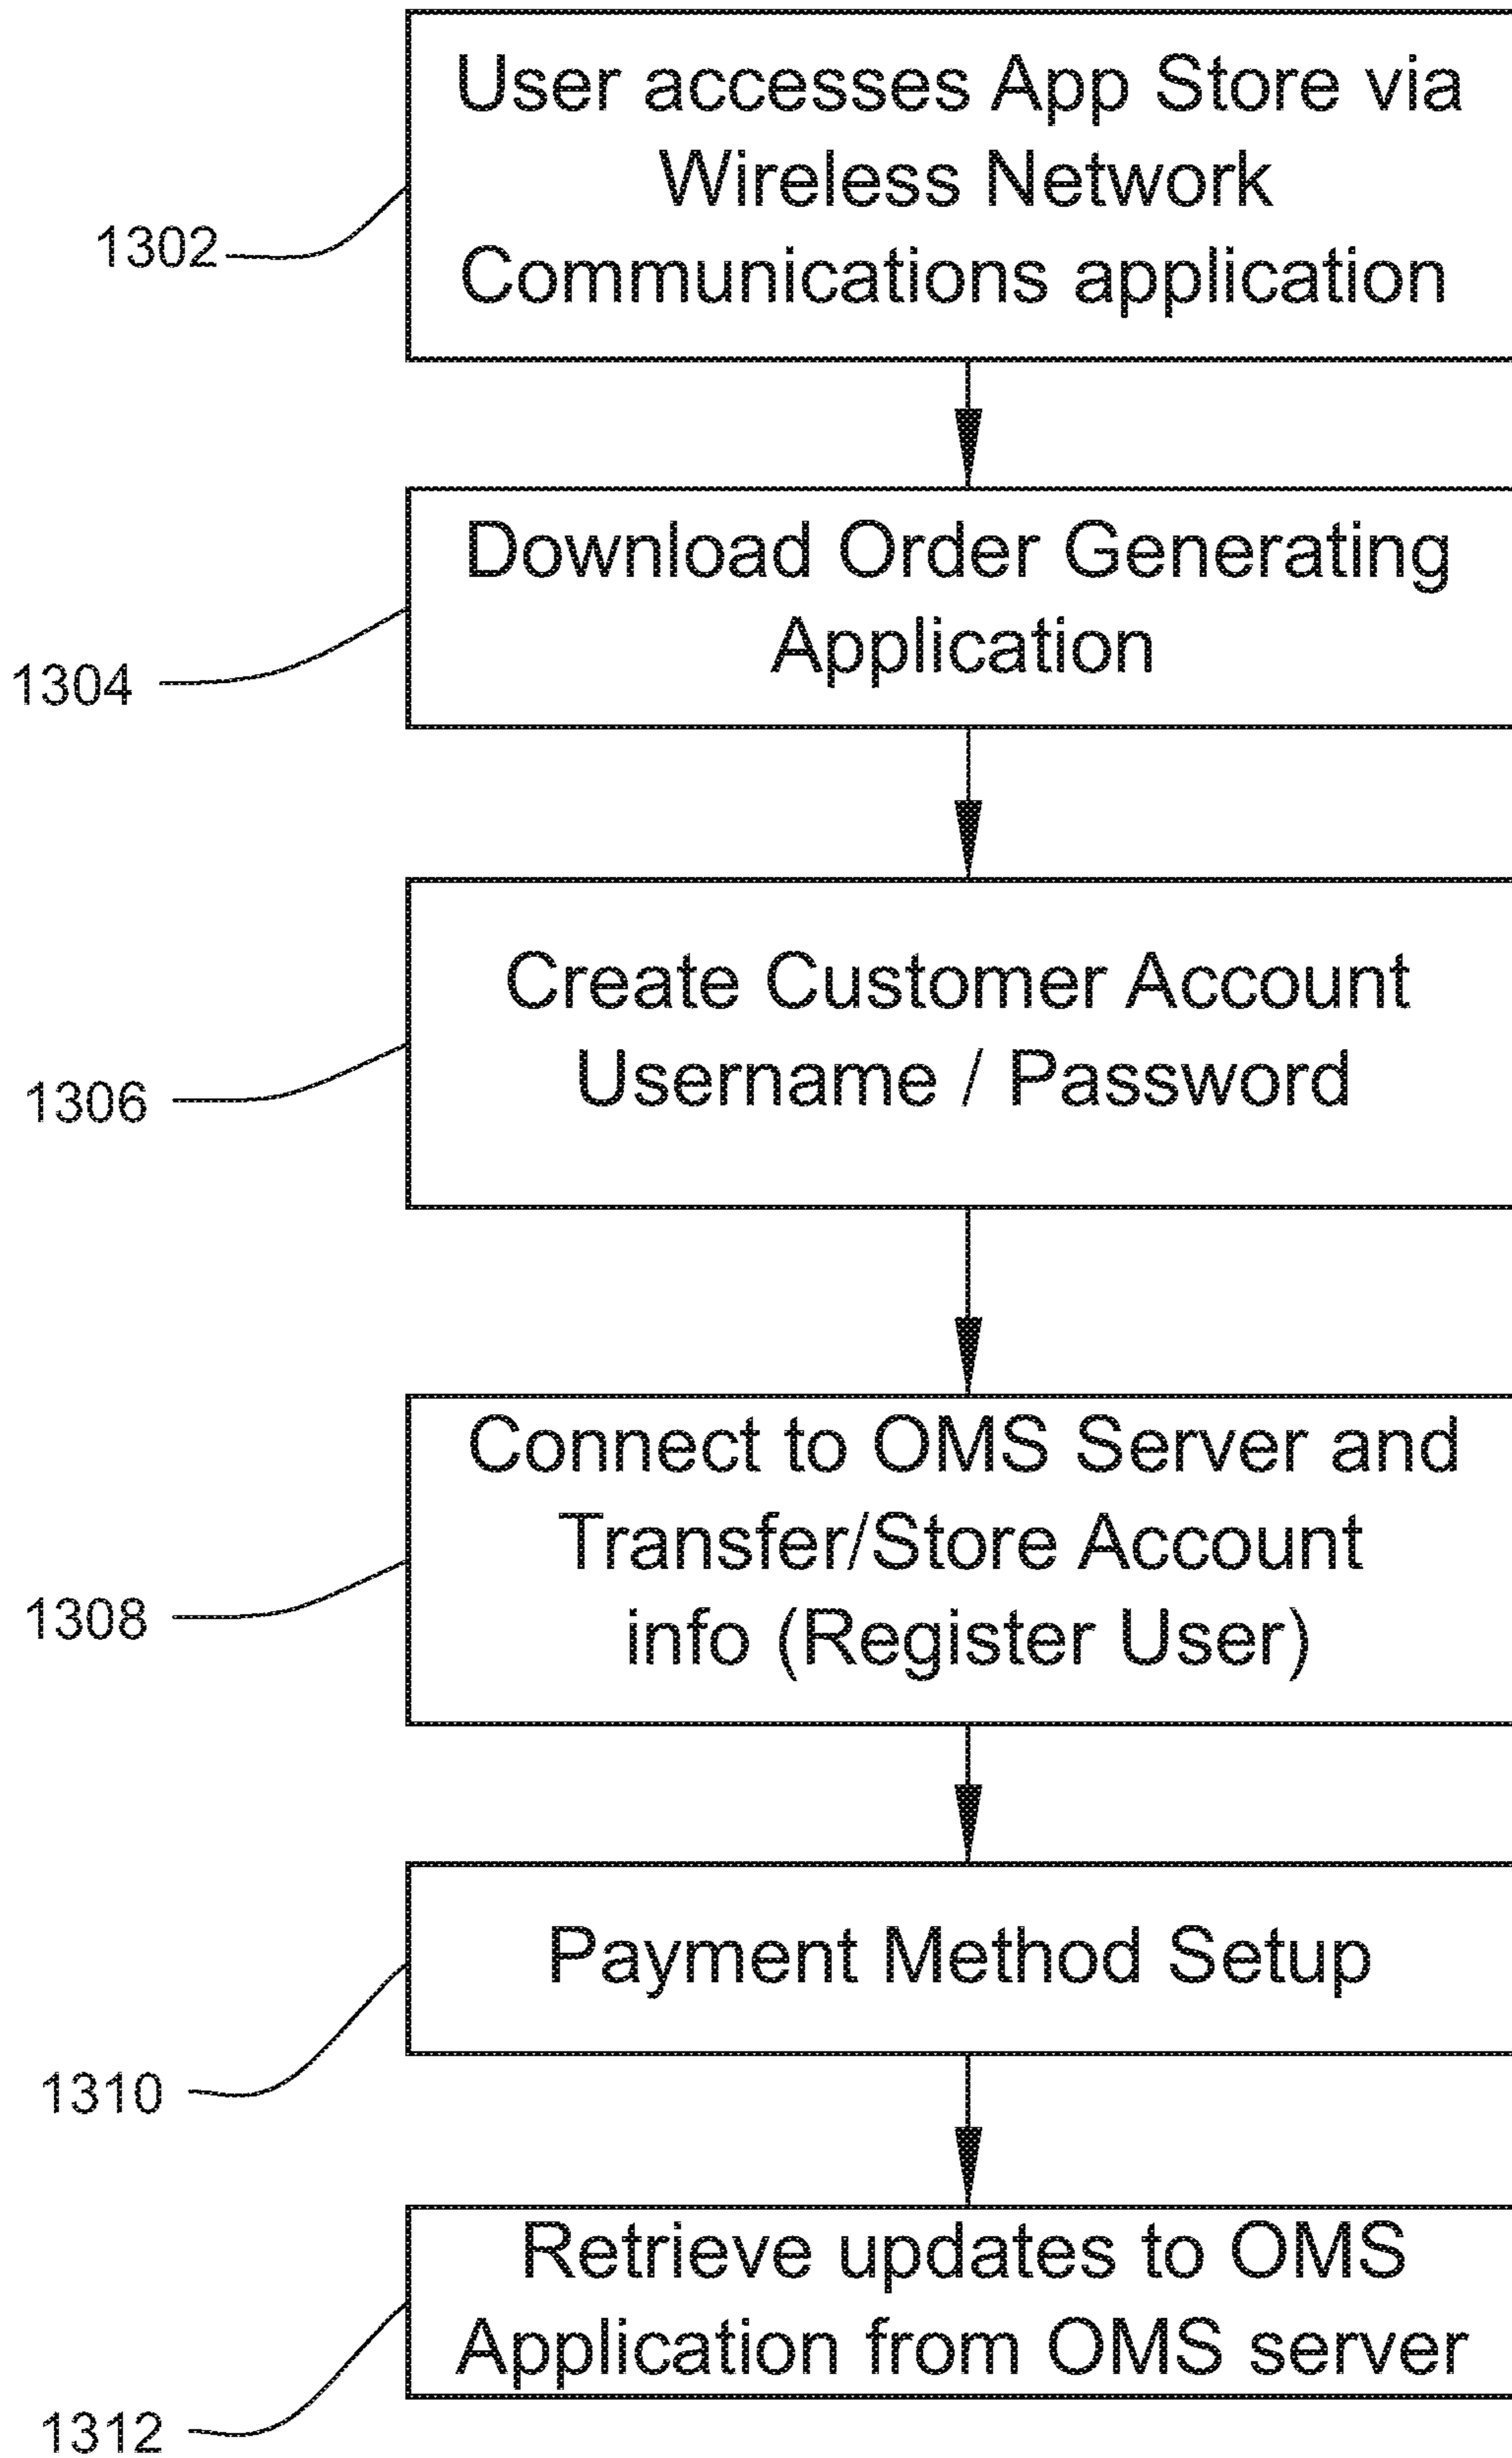 User accesses App Store via
Wireless Network
Communications application
1302
Download Order Generating
Application
1304
Create Customer Account
Username / Password
1306
Connect to OMS Server and
Transfer/Store Account
info (Register User)
1308
Payment Method Setup
1310
Retrieve updates to OMS
Application from OMS server
1312